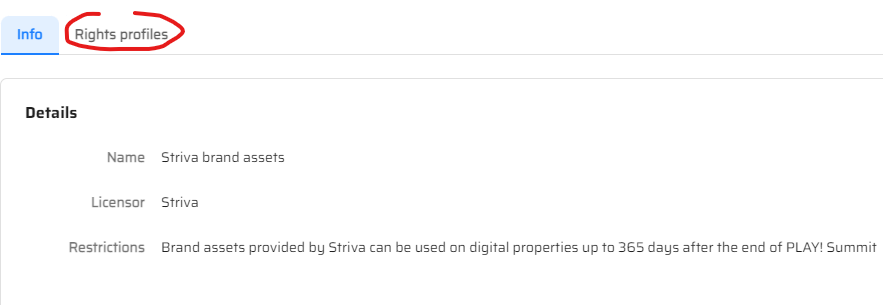 Info Rights profiles
Details
Name Striva brand assets
Licensor Striva
Restrictions Brand assets provided by Striva can be used on digital properties up to 365 days after the end of PLAY! Summit